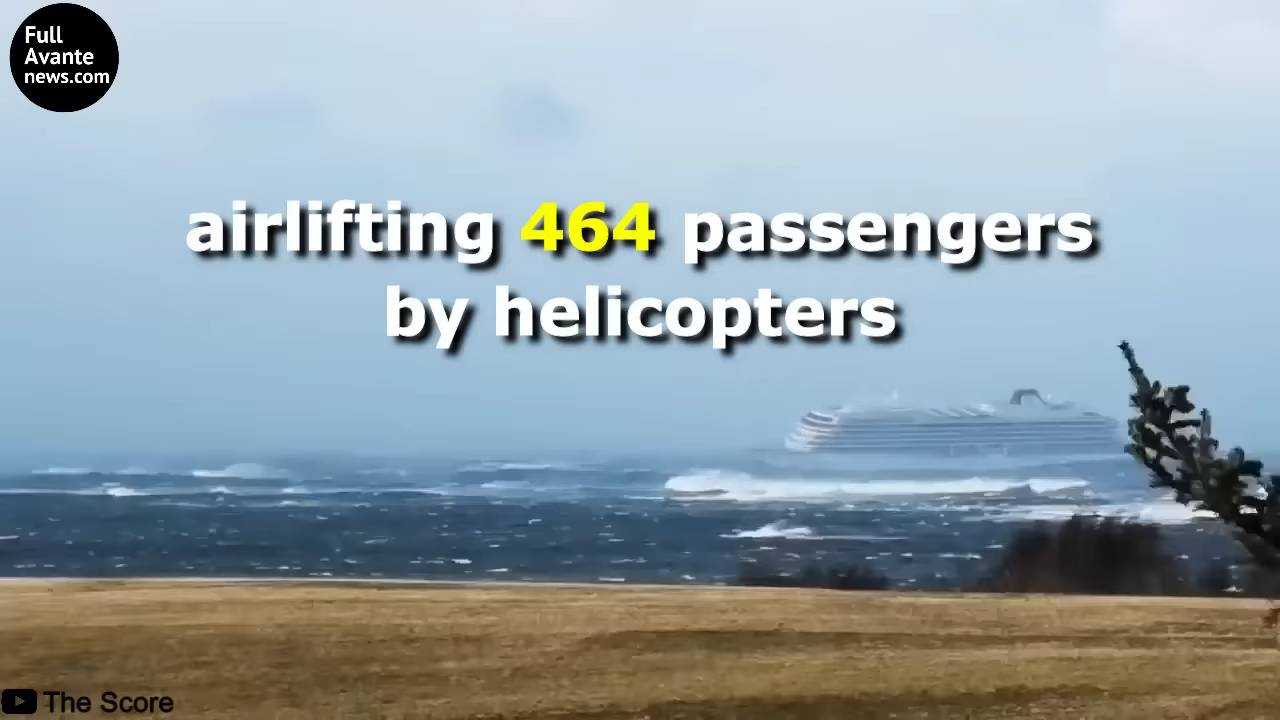 Full
Avante
news.com
airlifting 464 passengers
by helicopters
The Score